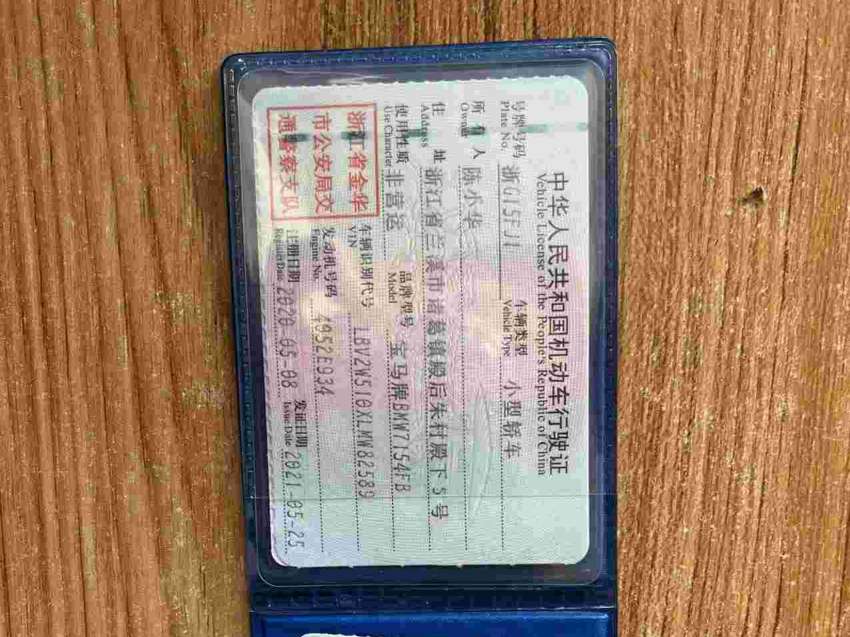 中华人民共和国机动车行驶证
Vehicle License of the People's Republic of China
号牌号码 浙G15FJ1 车辆类型 小型轿车
Plate No. Vehicle Type
所有人 陈小华
Owner
住址 浙江省兰溪市诸葛镇殿后朱村殿下5号
Address
使用性质 非营运 品牌型号 宝马牌BMW7154FB
Use Character Model
浙江省金华
市公安局交
通警察支队
车辆识别代号 LBV2W510XLMW82589
VIN
发动机号码 4052E934
Engine No.
注册日期 2020-05-08 发证日期 2021-05-25
Register Date Issue Date